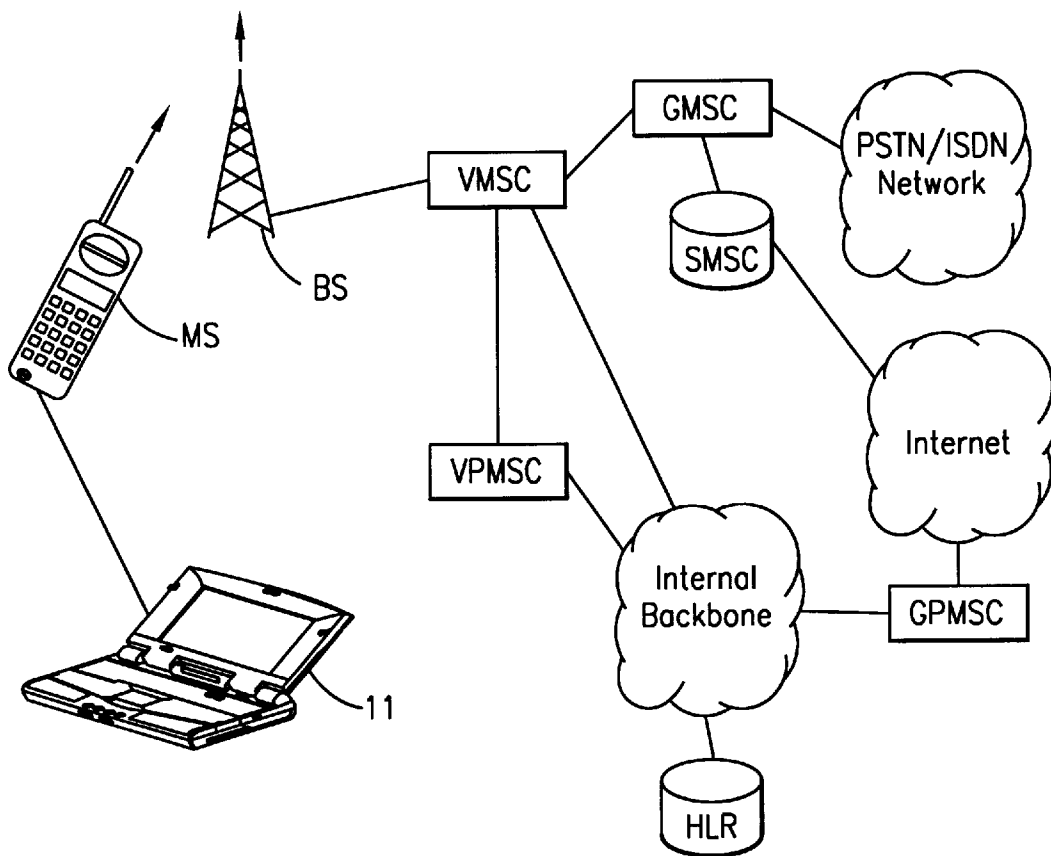 GMSC
PSTN/ISDN
Network
VMSC
SMSC
BS
MS
Internet
VPMSC
Internal
Backbone
GPMSC
11
HLR